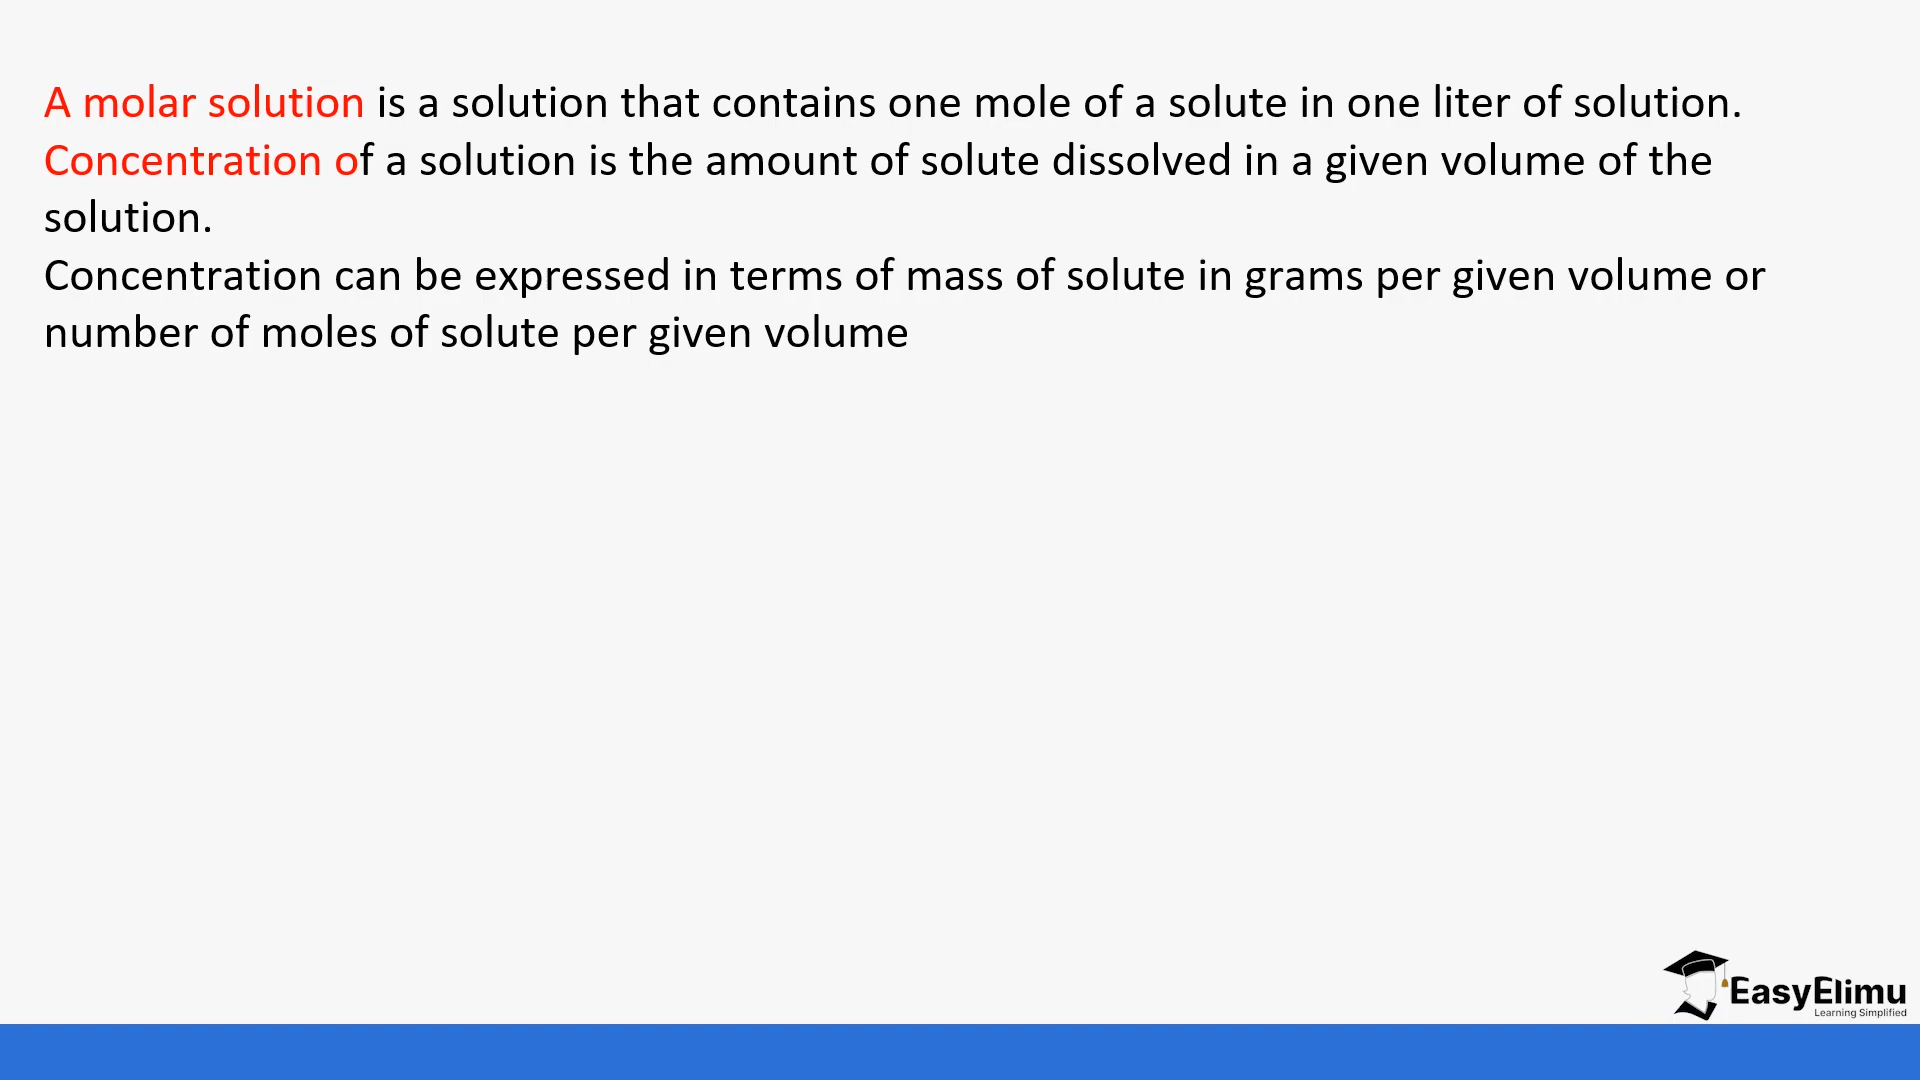 A molar solution is a solution that contains one mole of a solute in one liter of solution.
Concentration of a solution is the amount of solute dissolved in a given volume of the
solution.
Concentration can be expressed in terms of mass of solute in grams per given volume or
number of moles of solute per given volume
EasyElimu
Learning Simplified